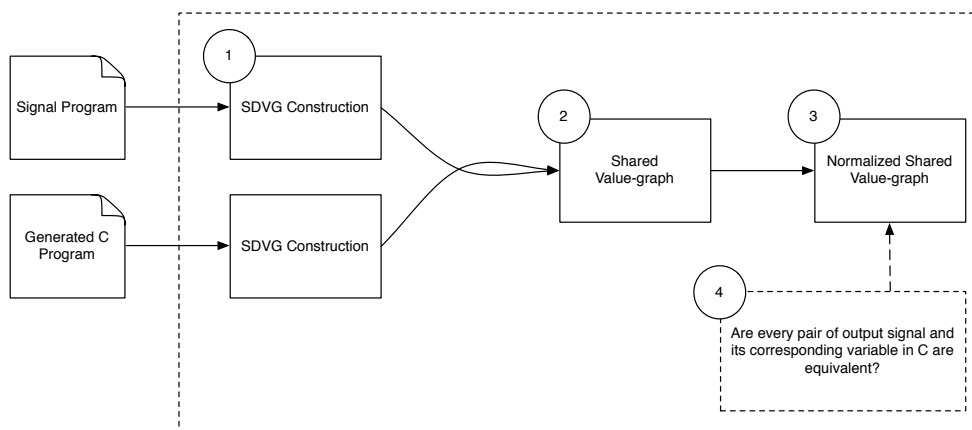 1
Signal Program
SDVG Construction
2
3
Shared
Value-graph
Normalized Shared
Value-graph
Generated C
Program
SDVG Construction
4
Are every pair of output signal and
its corresponding variable in C are
equivalent?